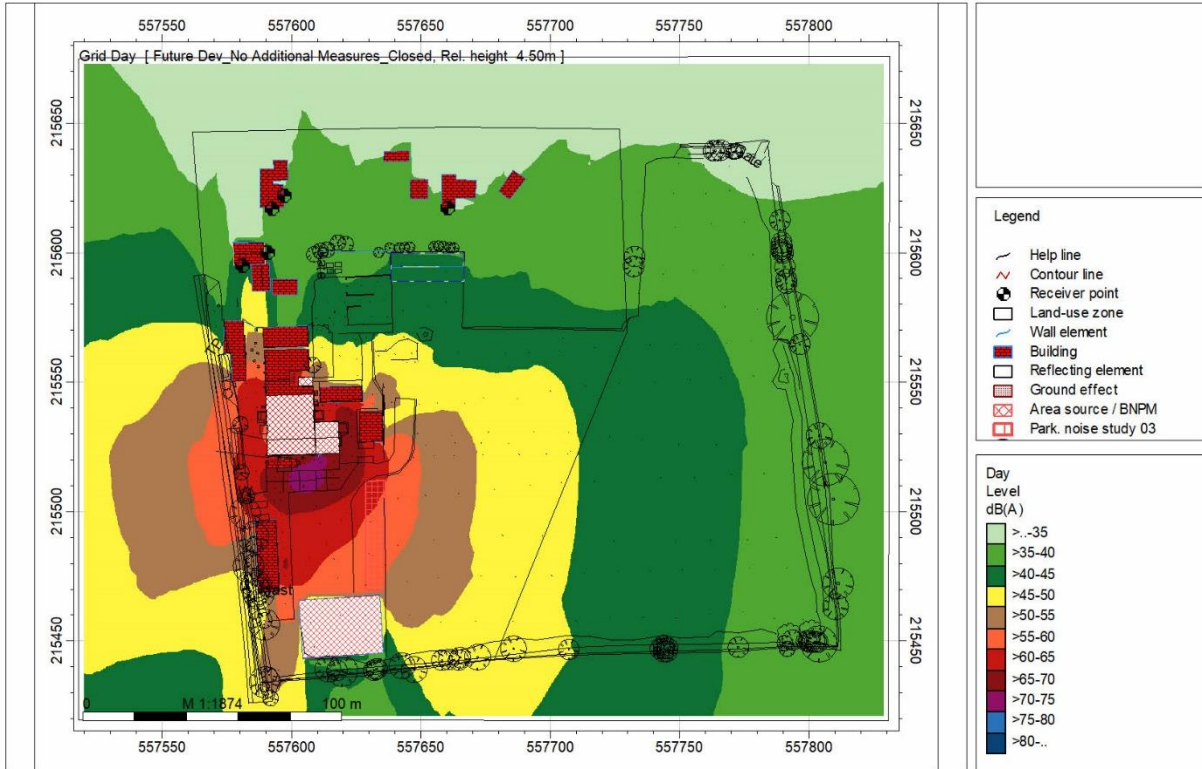 557550 557600 557650 557700 557750 557800
Grid Day [ Future Dev_No Additional Measures_Closed, Rel. height 4.50m ]
215650 215650
215600 215600
215550 215550
215500 215500
215450 215450
0 M 1:1874 100 m
557550 557600 557650 557700 557750 557800
Legend
Help line
Contour line
Receiver point
Land-use zone
Wall element
Building
Reflecting element
Ground effect
Area source / BNPM
Park. noise study 03
Day
Level
dB(A)
>..-35
>35-40
>40-45
>45-50
>50-55
>55-60
>60-65
>65-70
>70-75
>75-80
>80-..